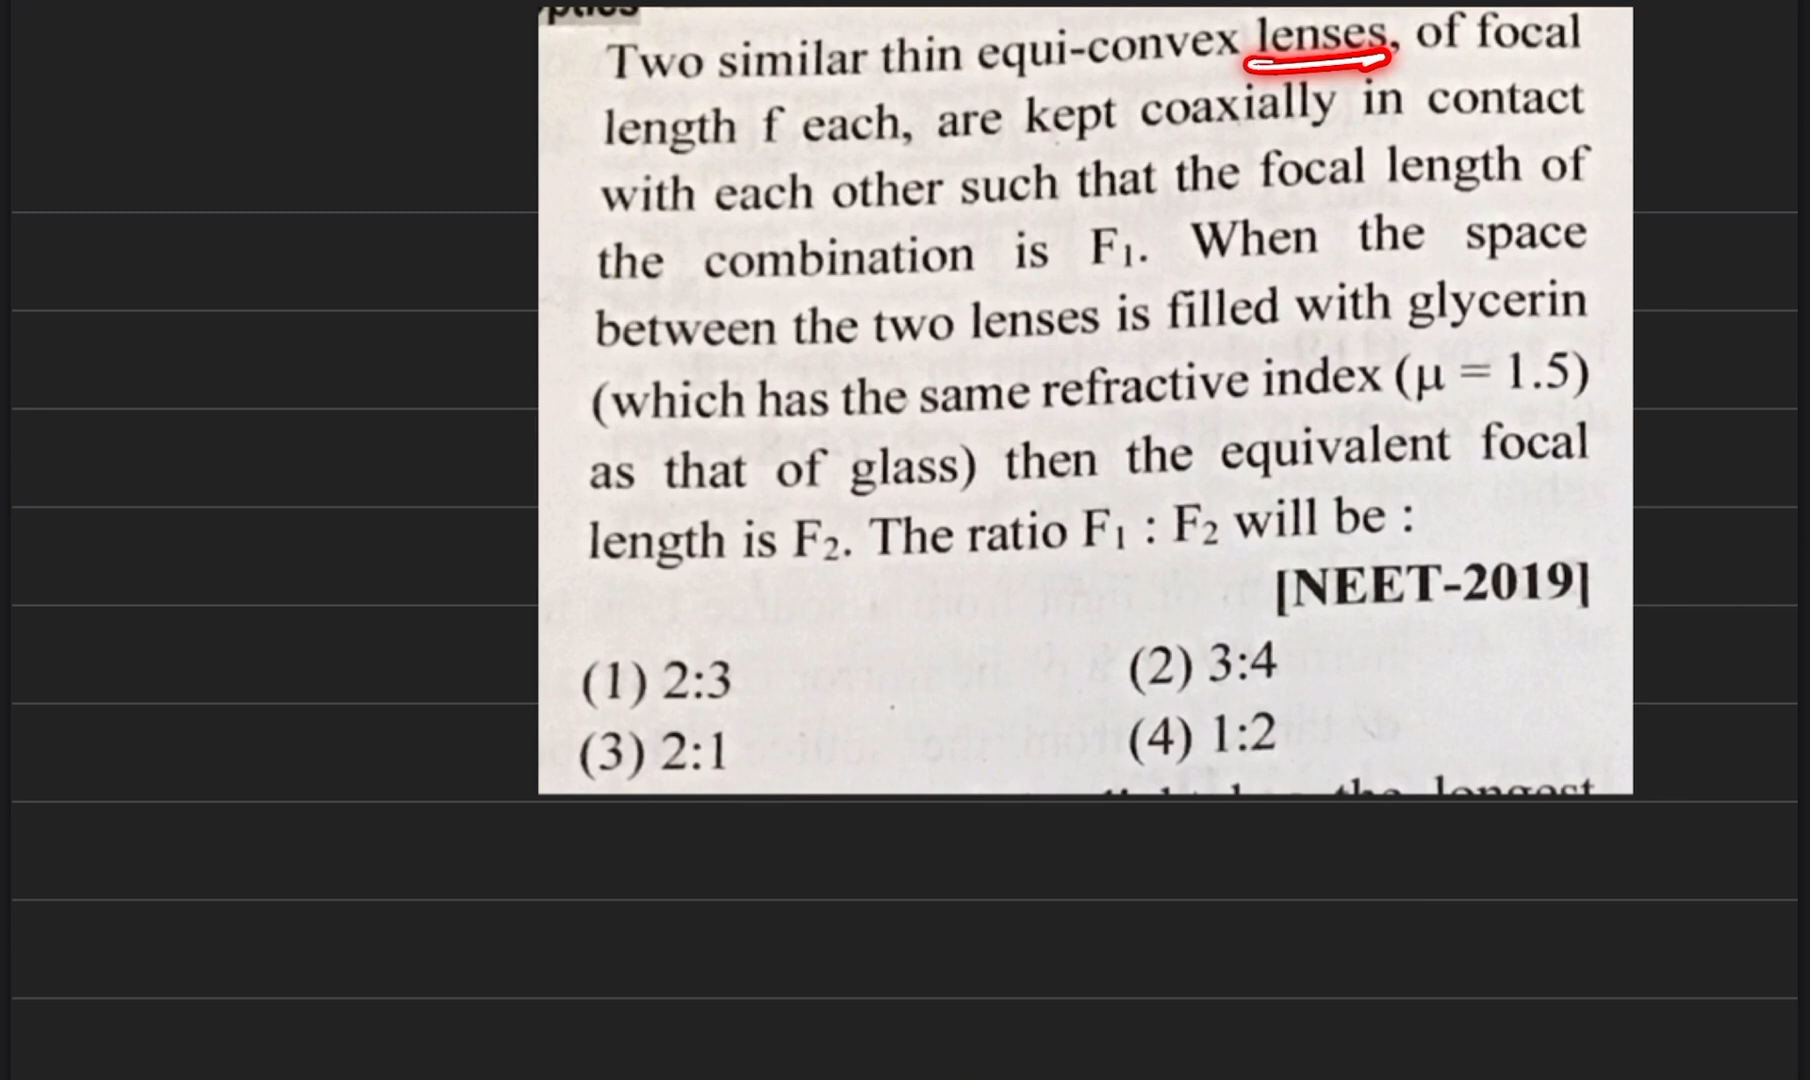 Two similar thin equi-convex lenses, of focal
length f each, are kept coaxially in contact
with each other such that the focal length of
the combination is F₁. When the space
between the two lenses is filled with glycerin
(which has the same refractive index (μ = 1.5)
as that of glass) then the equivalent focal
length is F₂. The ratio F₁ : F₂ will be :
[NEET-2019]
(1) 2:3 (2) 3:4
(3) 2:1 (4) 1:2
the longest